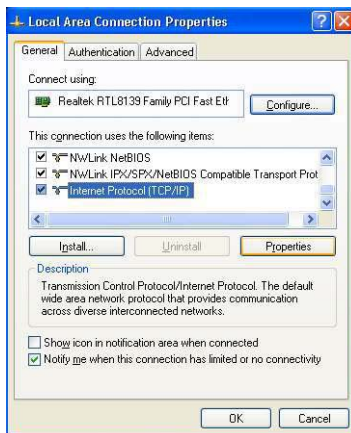 Local Area Connection Properties
General Authentication Advanced
Connect using:
Realtek RTL8139 Family PCI Fast Eth
Configure...
This connection uses the following items:
NWLink NetBIOS
NWLink IPX/SPX/NetBIOS Compatible Transport Prot
Internet Protocol (TCP/IP)
Install... Uninstall Properties
Description
Transmission Control Protocol/Internet Protocol. The default
wide area network protocol that provides communication
across diverse interconnected networks.
Show icon in notification area when connected
Notify me when this connection has limited or no connectivity
OK Cancel